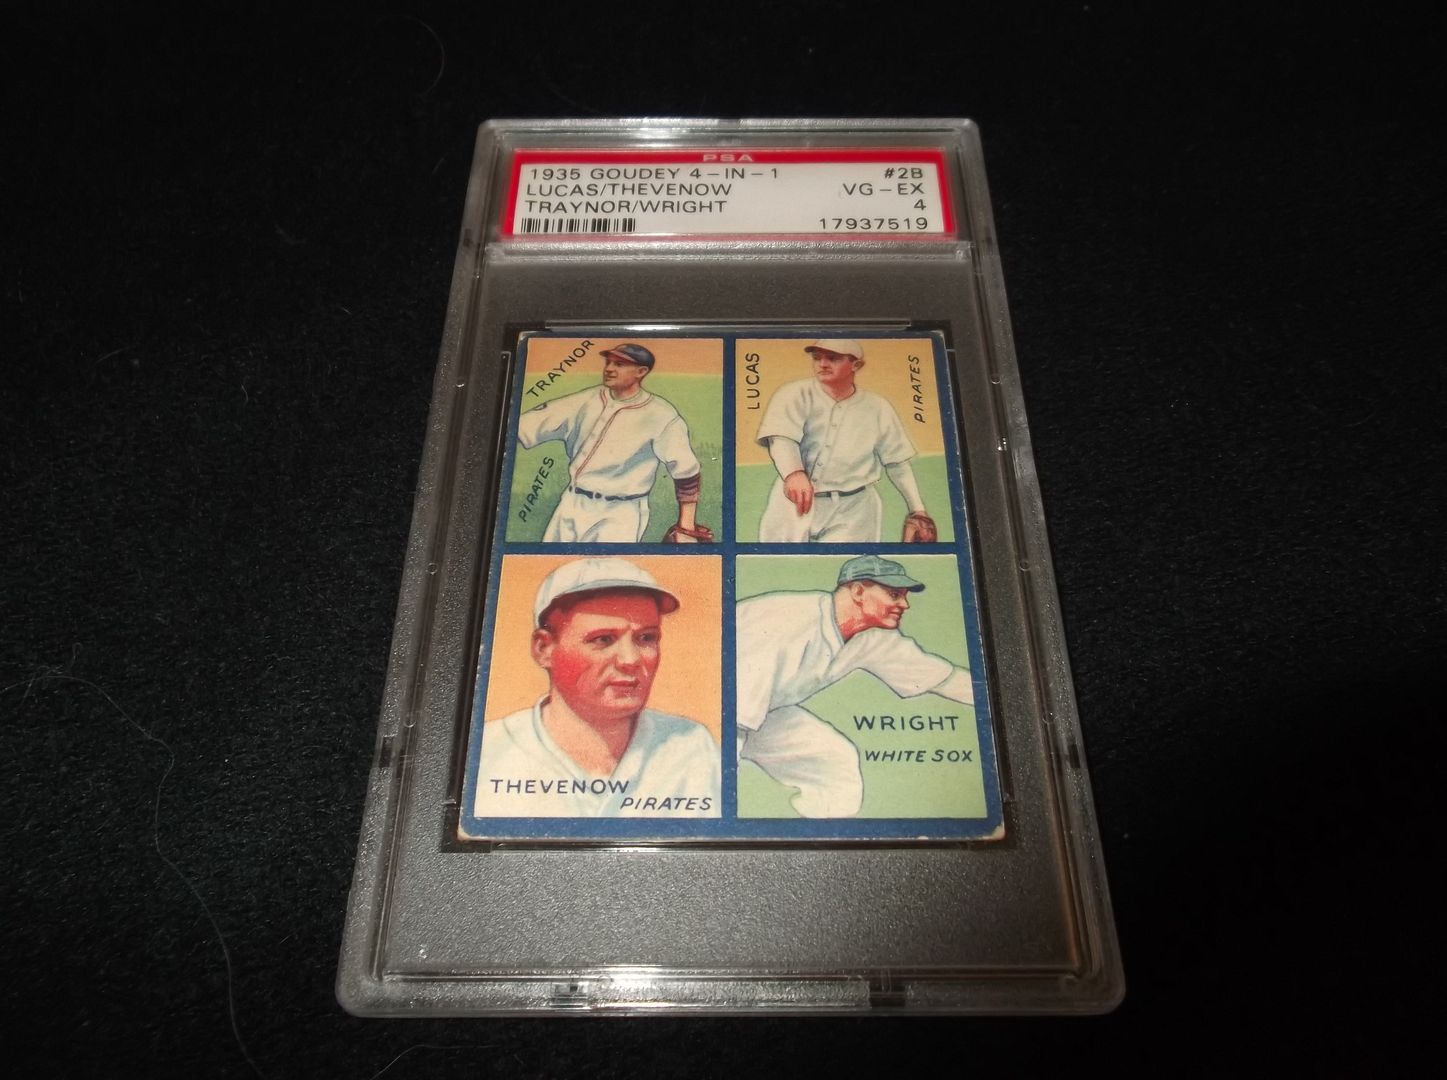 PSA
1935 GOUDEY 4-IN-1 #2B
LUCAS/THEVENOW VG-EX
TRAYNOR/WRIGHT 4
17937519
TRAYNOR
PIRATES
LUCAS
PIRATES
THEVENOW
PIRATES
WRIGHT
WHITE SOX